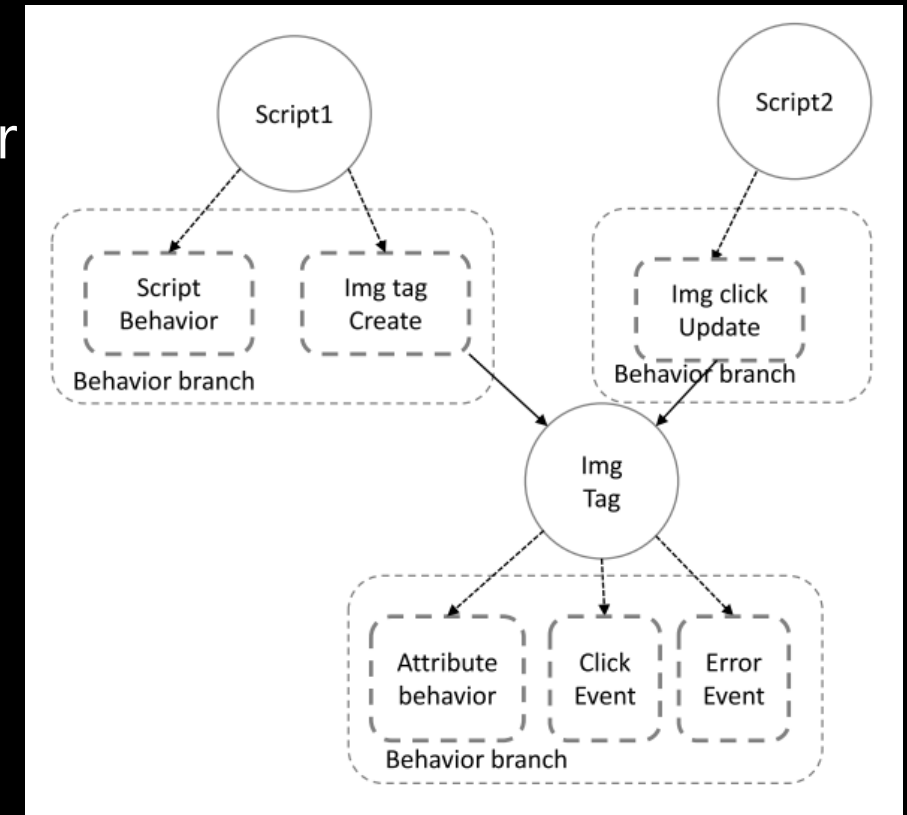 r
Script1
Script2
Script
Behavior
Img tag
Create
Behavior branch
Img click
Update
Behavior branch
Img
Tag
Attribute
behavior
Click
Event
Error
Event
Behavior branch